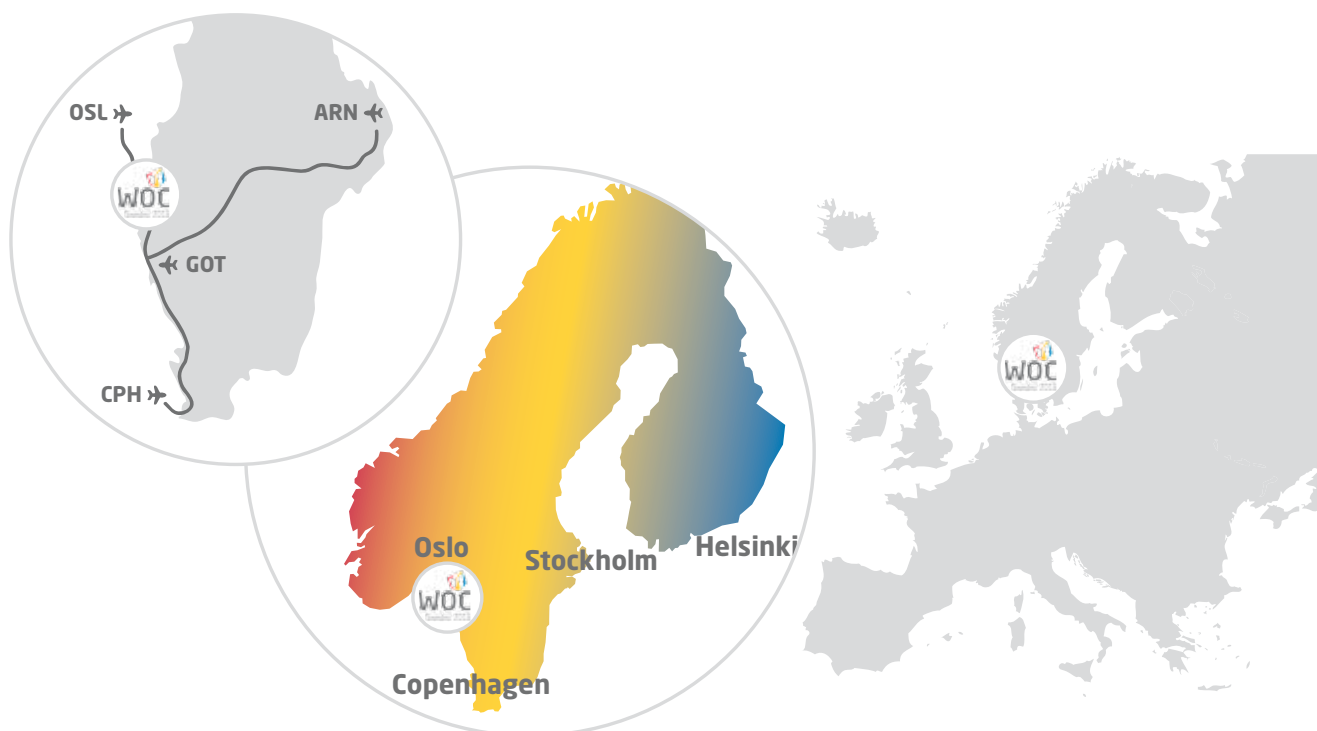 OSL
ARN
WOC
GOT
CPH
Oslo
Stockholm
Helsinki
WOC
Copenhagen
WOC